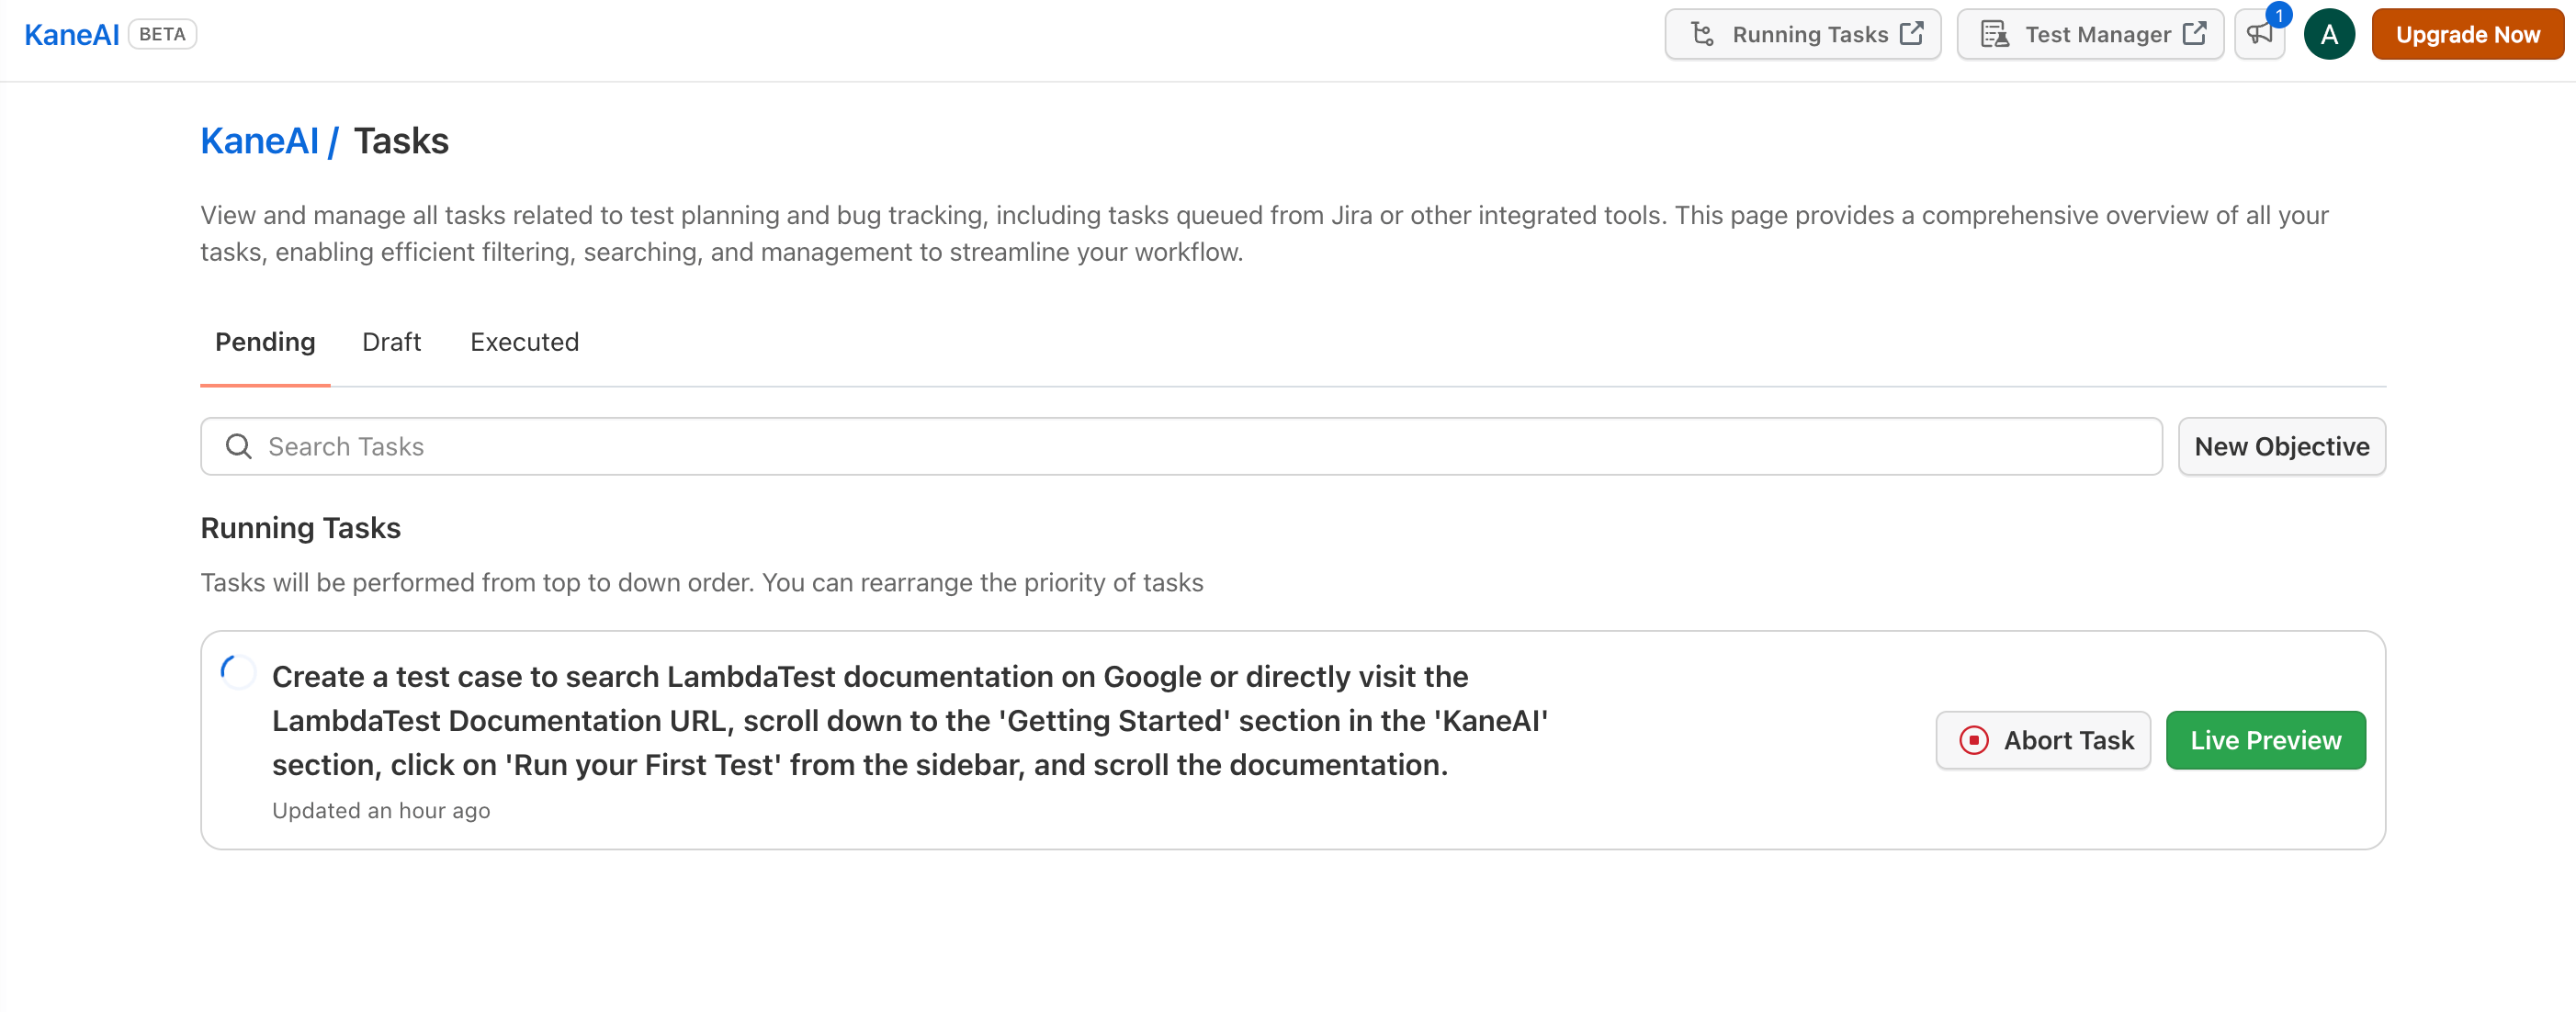 KaneAI BETA
Running Tasks
Test Manager
1
A
Upgrade Now
KaneAI / Tasks
View and manage all tasks related to test planning and bug tracking, including tasks queued from Jira or other integrated tools. This page provides a comprehensive overview of all your
tasks, enabling efficient filtering, searching, and management to streamline your workflow.
Pending
Draft
Executed
Search Tasks
New Objective
Running Tasks
Tasks will be performed from top to down order. You can rearrange the priority of tasks
Create a test case to search LambdaTest documentation on Google or directly visit the
LambdaTest Documentation URL, scroll down to the 'Getting Started' section in the 'KaneAI'
section, click on 'Run your First Test' from the sidebar, and scroll the documentation.
Updated an hour ago
Abort Task
Live Preview